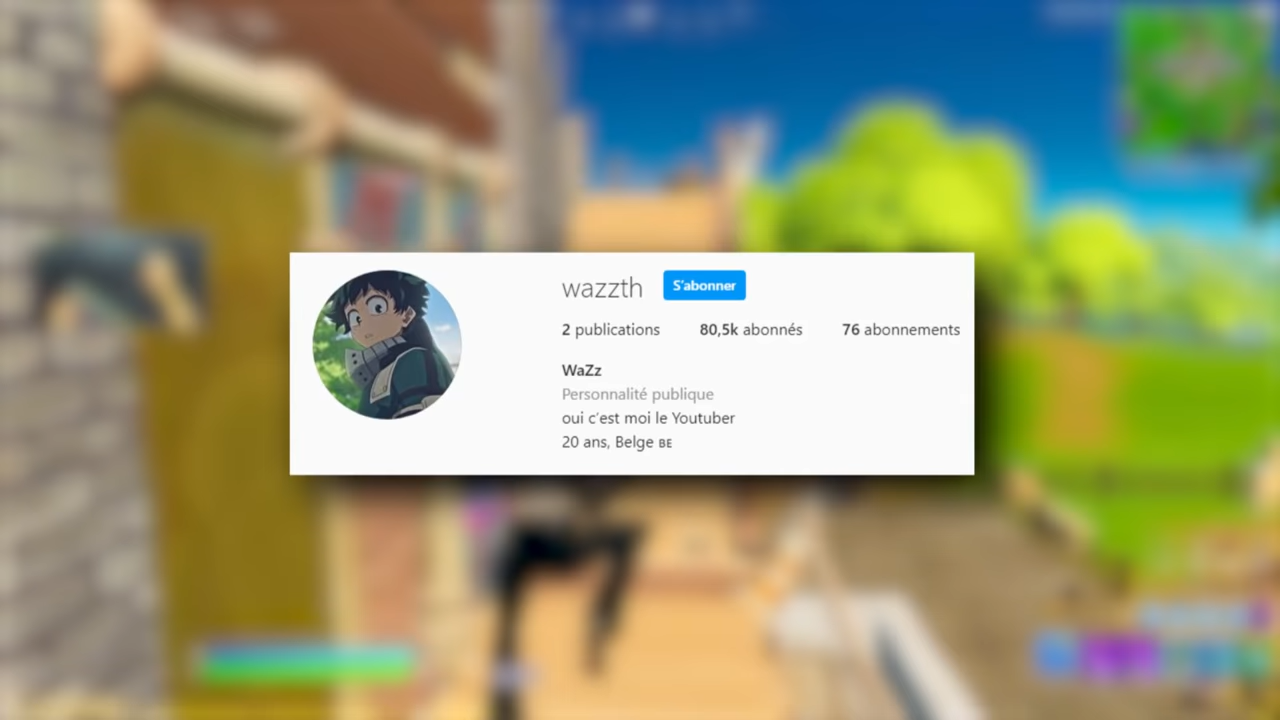 wazzth S'abonner
2 publications 80,5k abonnés 76 abonnements
WaZz
Personnalité publique
oui c'est moi le Youtuber
20 ans, Belge BE